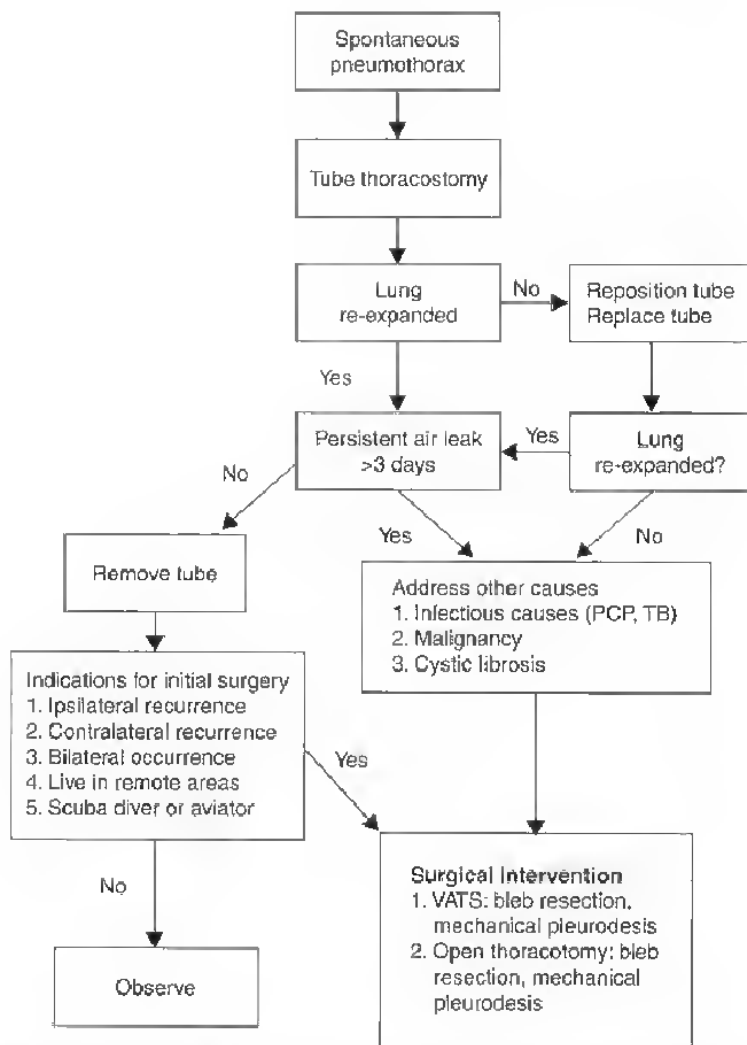 Spontaneous
pneumothorax
Tube thoracostomy
Lung
re-expanded
No
Reposition tube
Replace tube
Yes
Persistent air leak
>3 days
Yes
Lung
re-expanded?
No
Yes
No
Remove tube
Address other causes
1. Infectious causes (PCP, TB)
2. Malignancy
3. Cystic librosis
Indications for initial surgery
1. Ipsilateral recurrence
2. Contralateral recurrence
3. Bilateral occurrence
4. Live in remote areas
5. Scuba diver or aviator
Yes
No
Surgical Intervention
1. VATS: bleb resection,
mechanical pleurodesis
2. Open thoracotomy: bleb
resection, mechanical
pleurodesis
Observe